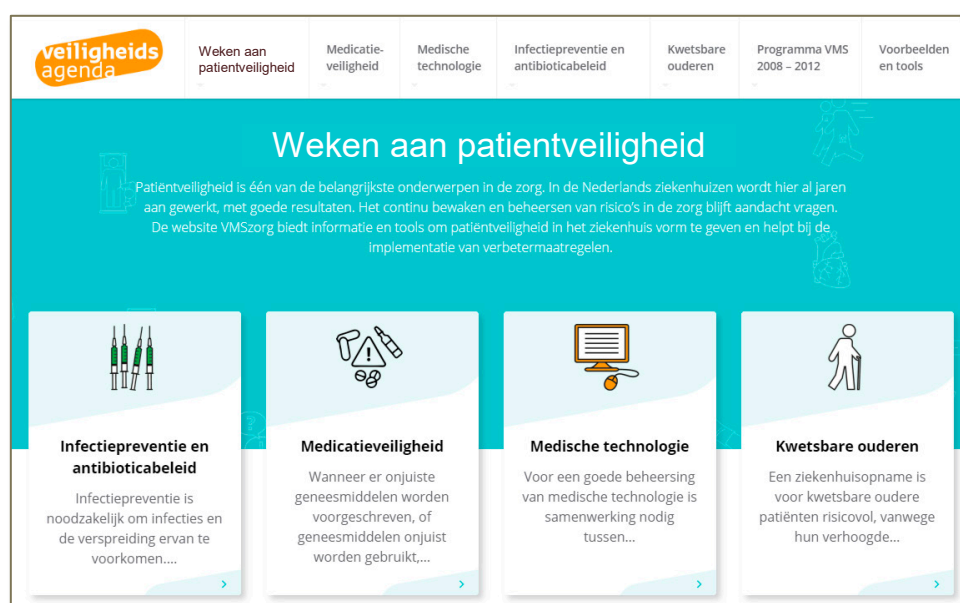 veiligheids
agenda
Weken aan
patientveiligheid
Medicatie-
veiligheid
Medische
technologie
Infectiepreventie en
antibioticabeleid
Kwetsbare
ouderen
Programma VMS
2008 – 2012
Voorbeelden
en tools
Weken aan patientveiligheid
Patiëntveiligheid is één van de belangrijkste onderwerpen in de zorg. In de Nederlands ziekenhuizen wordt hier al jaren
aan gewerkt, met goede resultaten. Het continu bewaken en beheersen van risico's in de zorg blijft aandacht vragen.
De website VMSzorg biedt informatie en tools om patiëntveiligheid in het ziekenhuis vorm te geven en helpt bij de
implementatie van verbetermaatregelen.
Infectiepreventie en
antibioticabeleid
Infectiepreventie is
noodzakelijk om infecties en
de verspreiding ervan te
voorkomen....
Medicatieveiligheid
Wanneer er onjuiste
geneesmiddelen worden
voorgeschreven, of
geneesmiddelen onjuist
worden gebruikt,...
Medische technologie
Voor een goede beheersing
van medische technologie is
samenwerking nodig
tussen...
Kwetsbare ouderen
Een ziekenhuisopname is
voor kwetsbare oudere
patiënten risicovol, vanwege
hun verhoogde...